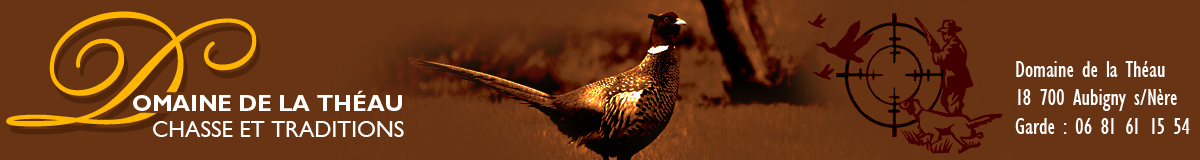 DOMAINE DE LA THÉAU
CHASSE ET TRADITIONS
Domaine de la Théau
18 700 Aubigny s/Nère
Garde : 06 81 61 15 54